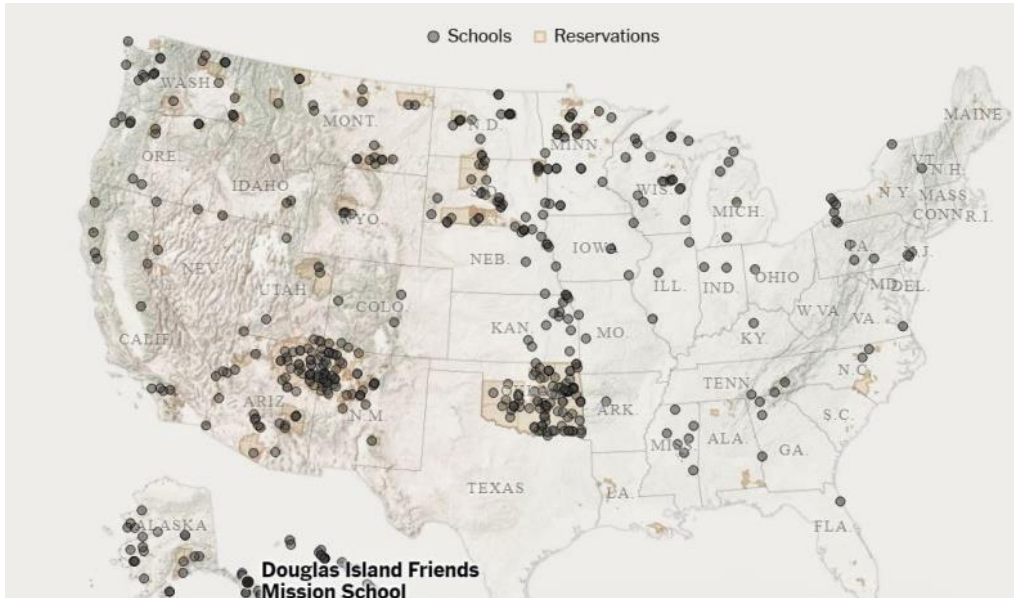 Schools Reservations
WASH.
MONT.
N.D.
MINN.
MAINE
ORE.
IDAHO
WYO.
S.D.
WIS.
MICH.
VT.
N.H.
N.Y.
MASS.
CONN.
R.I.
NEV.
UTAH
COLO.
NEB.
IOWA
ILL.
IND.
OHIO
PA.
N.J.
MD.
DEL.
W.VA.
VA.
CALIF.
KAN.
MO.
KY.
ARIZ.
N.M.
OKLA.
ARK.
TENN.
N.C.
S.C.
TEXAS
LA.
MISS.
ALA.
GA.
FLA.
ALASKA
Douglas Island Friends
Mission School